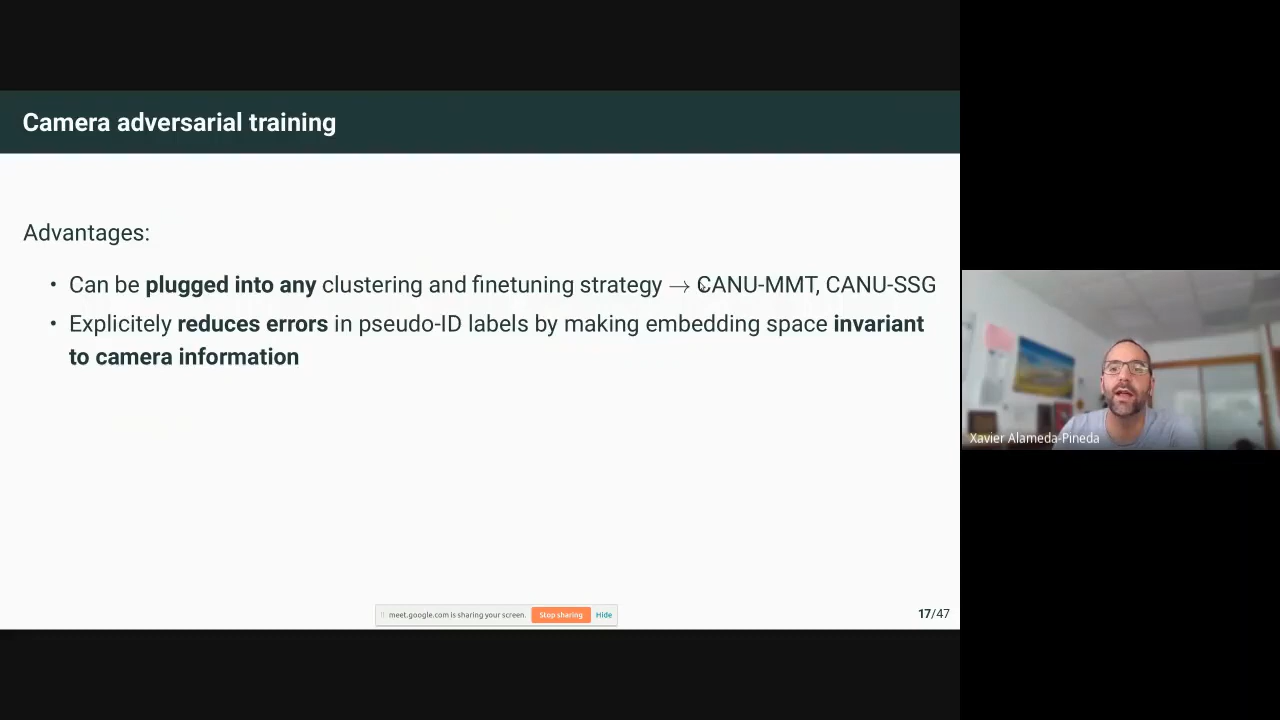 Camera adversarial training
Advantages:
• Can be plugged into any clustering and finetuning strategy → CANU-MMT, CANU-SSG
• Explicitly reduces errors in pseudo-ID labels by making embedding space invariant
to camera information
Xavier Alameda-Pineda
meet.google.com is sharing your screen. Stop sharing Hide
17/47